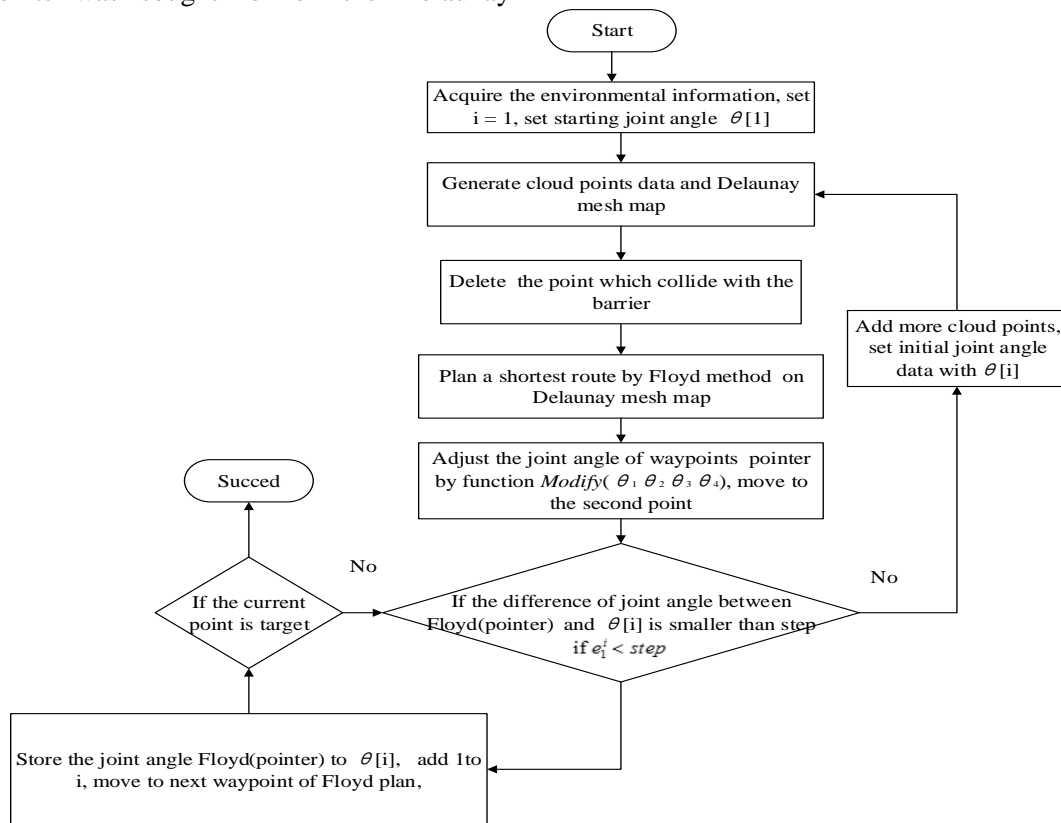 Start
Acquire the environmental information, set
i = 1, set starting joint angle θ[1]
Generate cloud points data and Delaunay
mesh map
Delete the point which collide with the
barrier
Add more cloud points,
set initial joint angle
data with θ[i]
Plan a shortest route by Floyd method on
Delaunay mesh map
Adjust the joint angle of waypoints pointer
by function Modify( θ₁ θ₂ θ₃ θ₄), move to
the second point
Succed
No
No
If the current
point is target
If the difference of joint angle between
Floyd(pointer) and θ[i] is smaller than step
if e₁ⁱ < step
Store the joint angle Floyd(pointer) to θ[i], add 1to
i, move to next waypoint of Floyd plan,